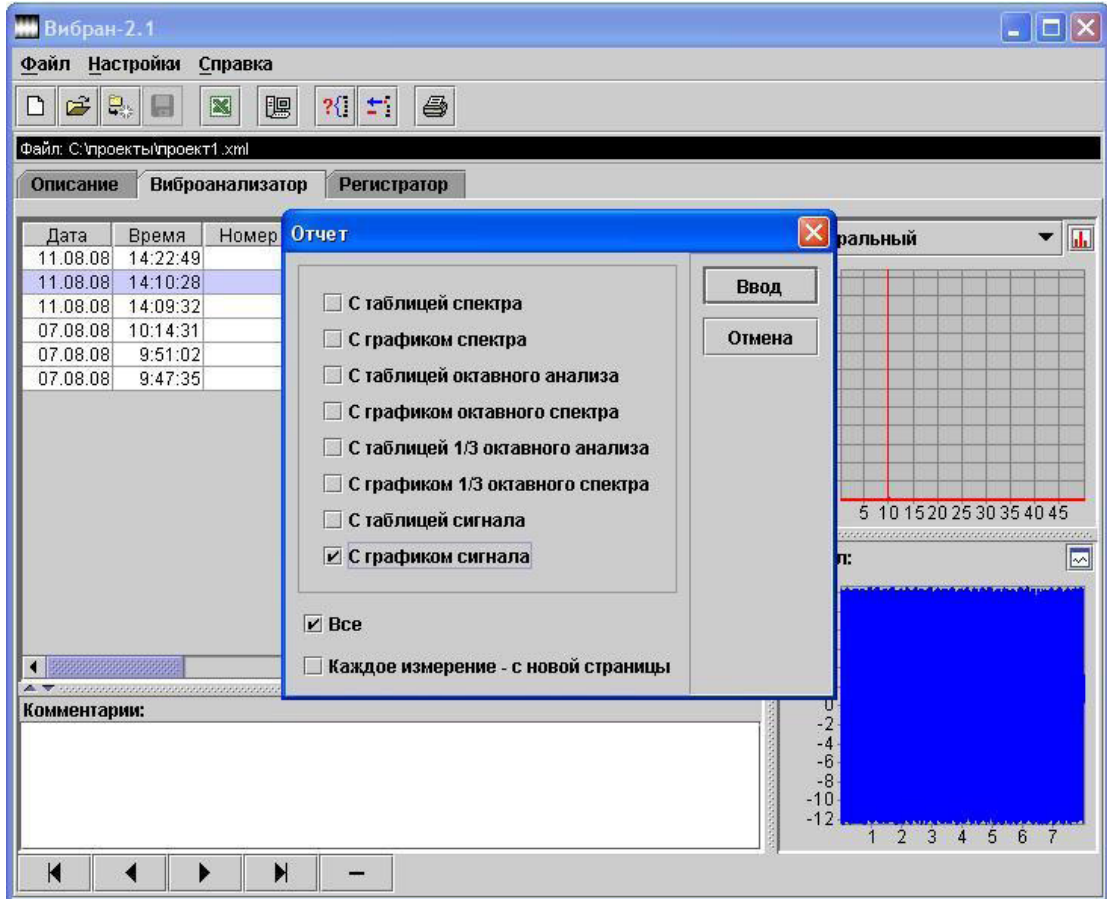 Вибран-2.1
Файл Настройки Справка
Файл: C:\проекты\проект1.xml
Описание Виброанализатор Регистратор
Дата Время Номер
11.08.08 14:22:49
11.08.08 14:10:28
11.08.08 14:09:32
07.08.08 10:14:31
07.08.08 9:51:02
07.08.08 9:47:35
Отчет
С таблицей спектра
С графиком спектра
С таблицей октавного анализа
С графиком октавного спектра
С таблицей 1/3 октавного анализа
С графиком 1/3 октавного спектра
С таблицей сигнала
С графиком сигнала
Все
Каждое измерение - с новой страницы
Ввод
Отмена
ральный
5 10 15 20 25 30 35 40 45
л:
0
-2
-4
-6
-8
-10
-12
1 2 3 4 5 6 7
Комментарии: